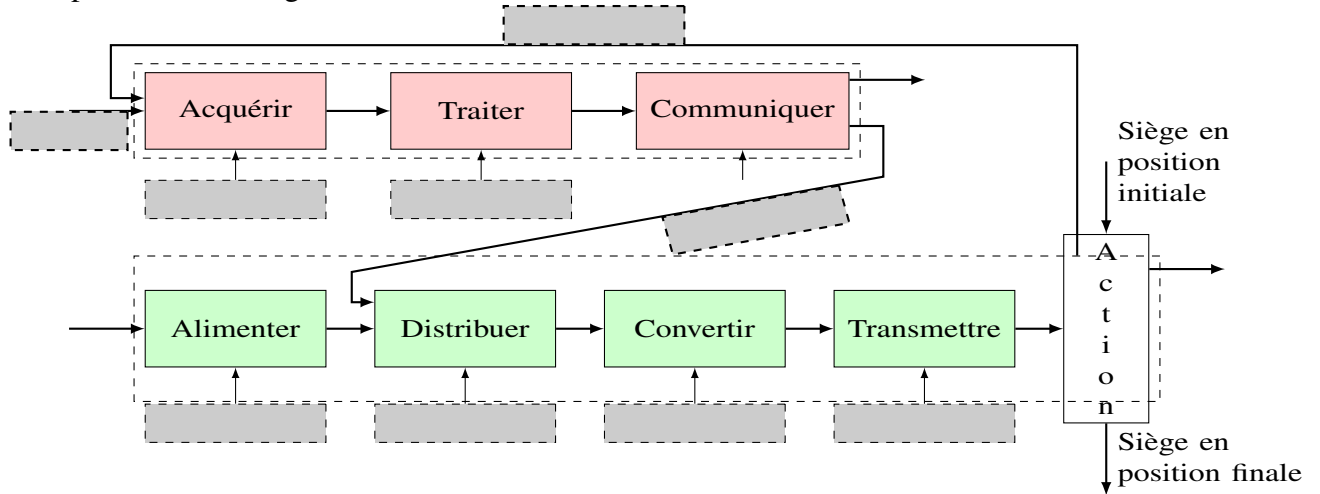 Acquérir
Traiter
Communiquer
Siège en
position
initiale
Alimenter
Distribuer
Convertir
Transmettre
A
c
t
i
o
n
Siège en
position finale